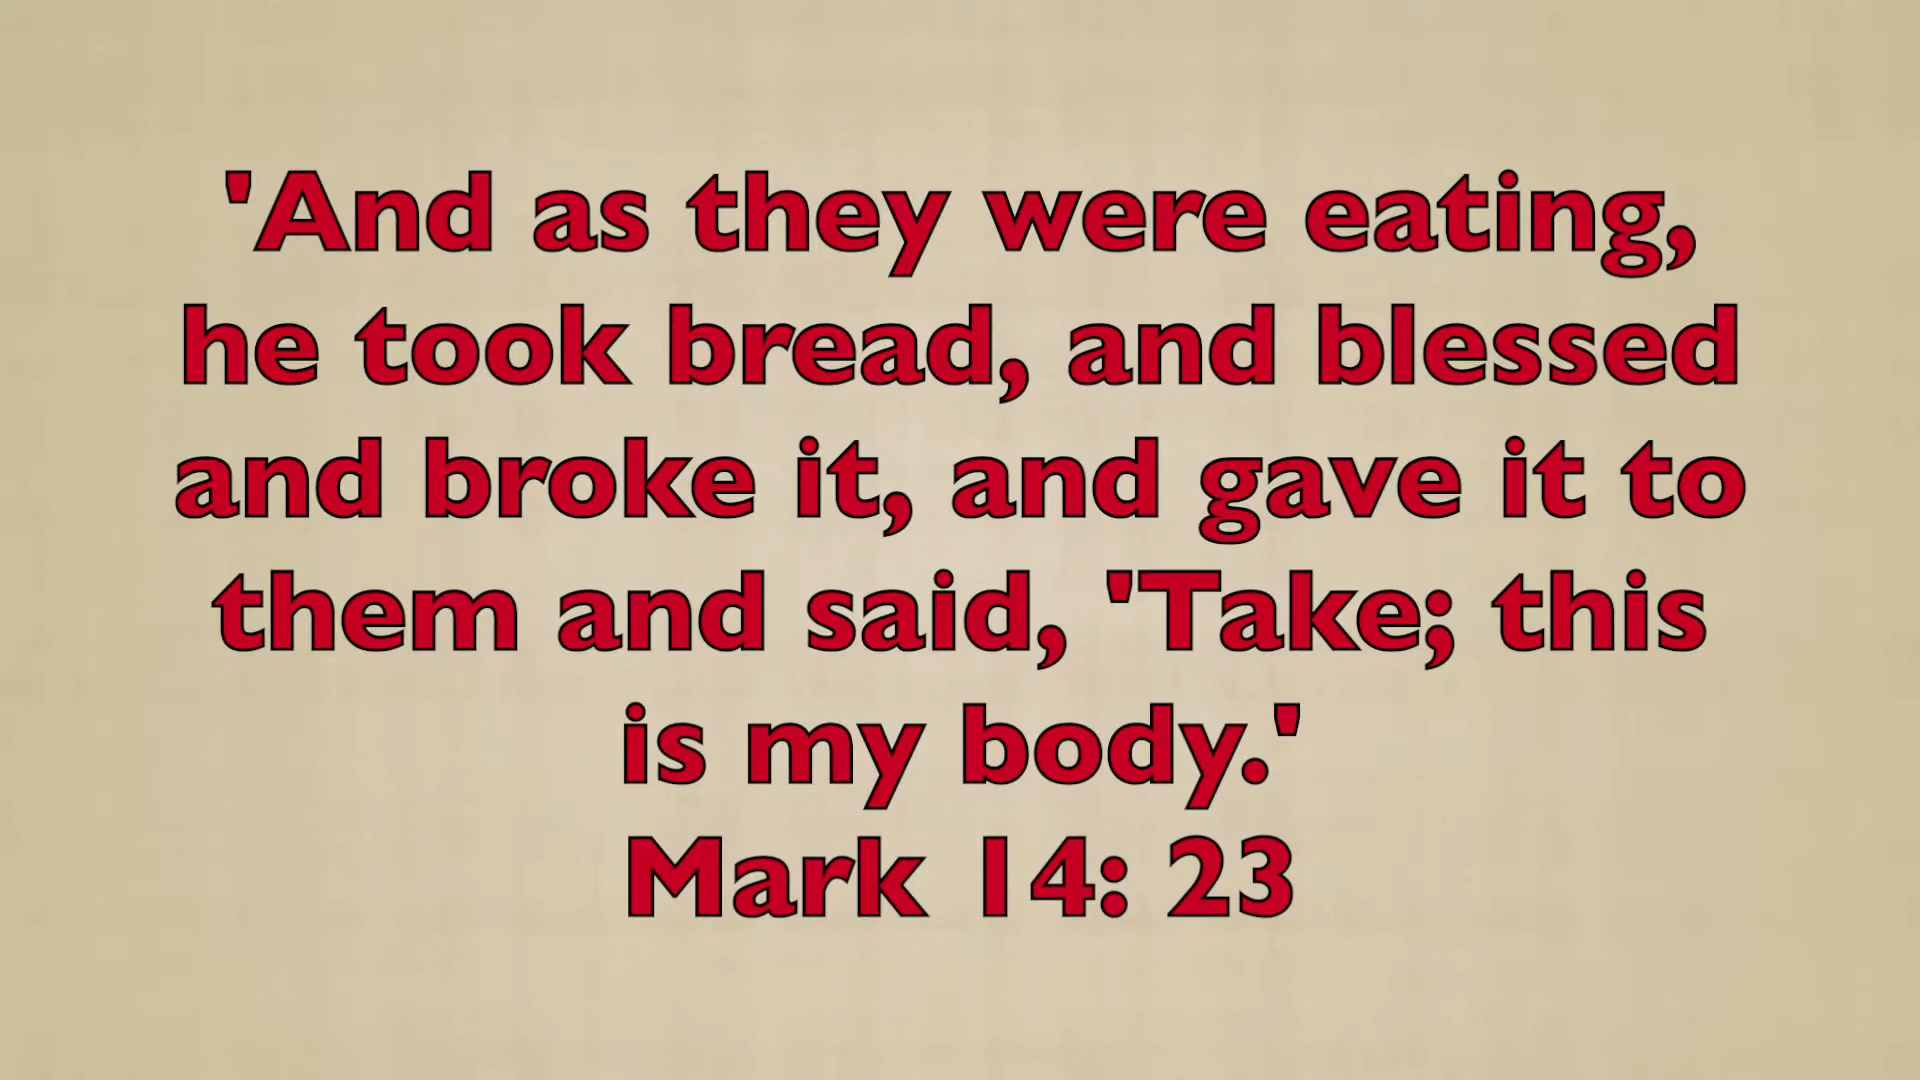 'And as they were eating,
he took bread, and blessed
and broke it, and gave it to
them and said, 'Take; this
is my body.'
Mark 14: 23